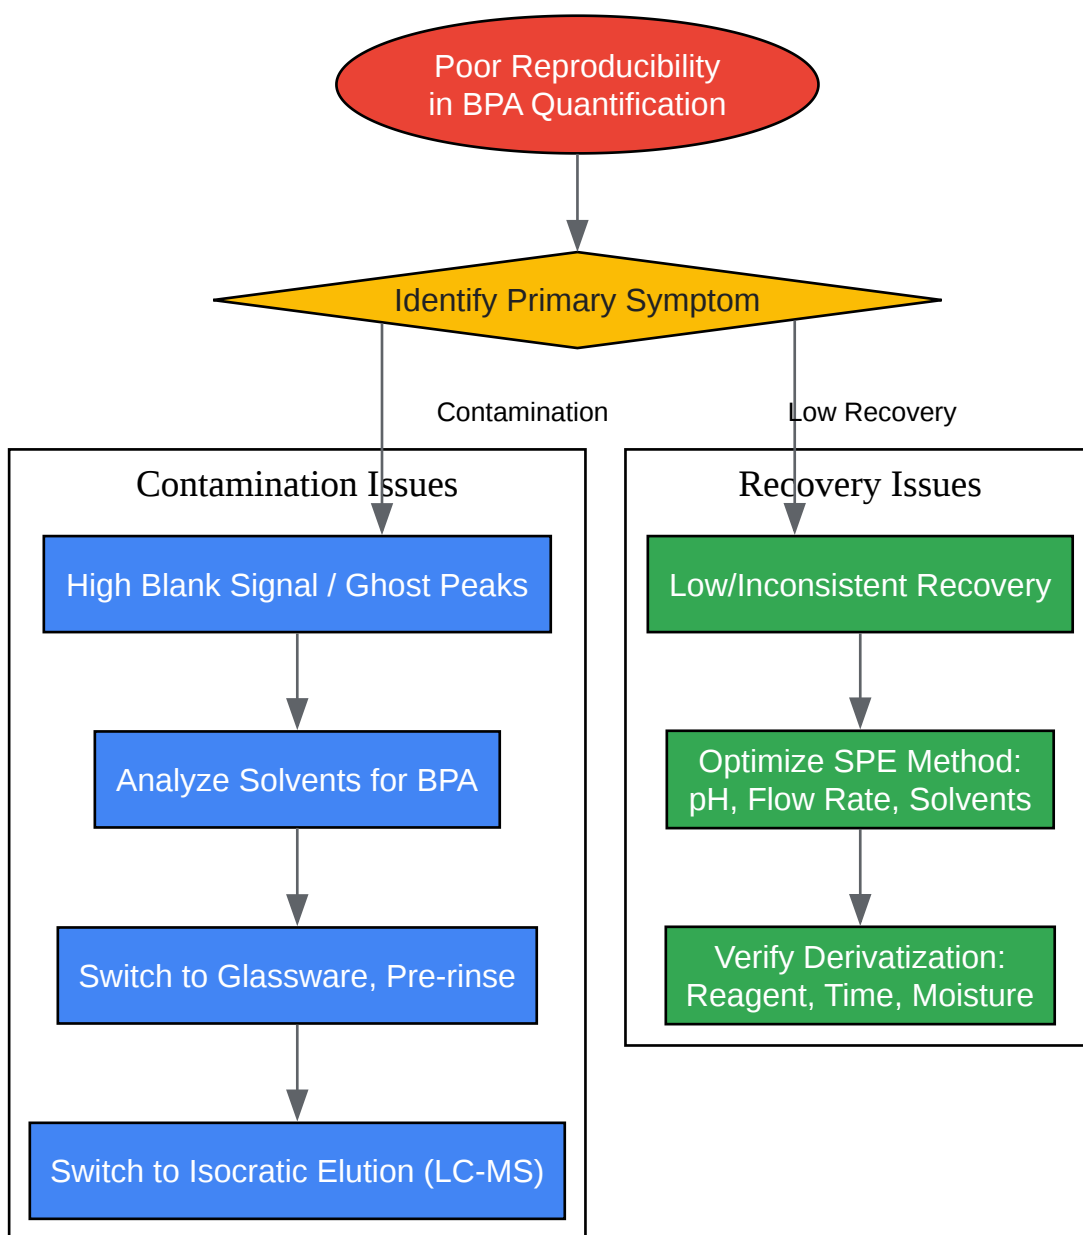 Poor Reproducibility
in BPA Quantification
Identify Primary Symptom
Contamination
Low Recovery
Contamination Issues
Recovery Issues
High Blank Signal / Ghost Peaks
Low/Inconsistent Recovery
Analyze Solvents for BPA
Optimize SPE Method:
pH, Flow Rate, Solvents
Switch to Glassware, Pre-rinse
Verify Derivatization:
Reagent, Time, Moisture
Switch to Isocratic Elution (LC-MS)